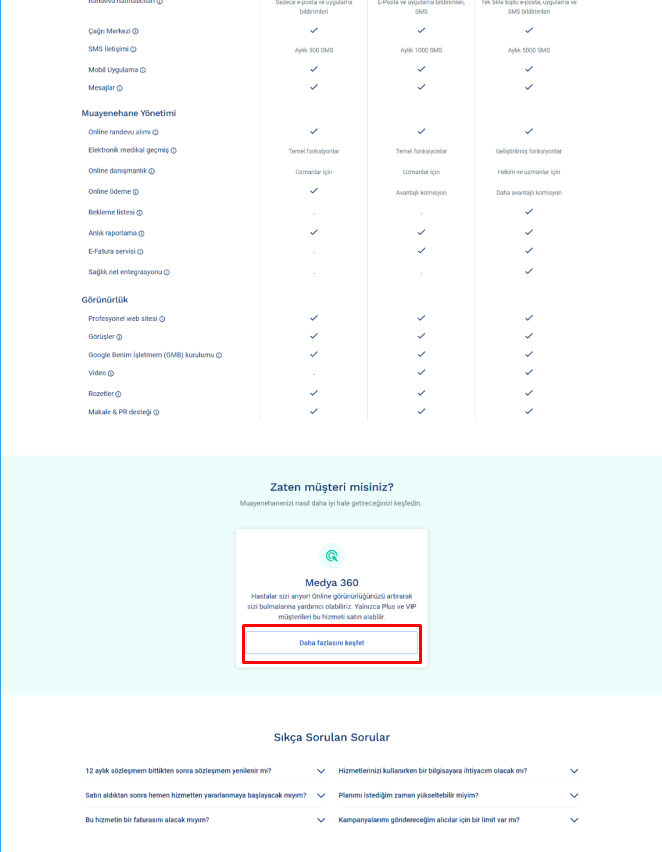 Randevu hatırlatıcıları
Sadece e-posta ve uygulama bildirimleri
E-Posta ve uygulama bildirimleri, SMS
Tek tıkla toplu e-posta, uygulama ve SMS bildirimleri
Çağrı Merkezi
SMS İletişimi Aylık 300 SMS Aylık 1000 SMS Aylık 5000 SMS
Mobil Uygulama
Mesajlar
Muayenehane Yönetimi
Online randevu alımı
Elektronik medikal geçmiş Temel fonksiyonlar Temel fonksiyonlar Geliştirilmiş fonksiyonlar
Online danışmanlık Uzmanlar için Uzmanlar için Hekim ve uzmanlar için
Online ödeme Avantajlı komisyon Daha avantajlı komisyon
Bekleme listesi - -
Anlık raporlama
E-Fatura servisi -
Sağlık.net entegrasyonu - -
Görünürlük
Profesyonel web sitesi
Görüşler
Google Benim İşletmem (GMB) kurulumu
Video -
Rozetler
Makale & PR desteği
Zaten müşteri misiniz?
Muayenehanenizi nasıl daha iyi hale getireceğinizi keşfedin.
Medya 360
Hastalar sizi arıyor! Online görünürlüğünüzü artırarak
sizi bulmalarına yardımcı olabiliriz. Yalnızca Plus ve VIP
müşterileri bu hizmeti satın alabilir.
Daha fazlasını keşfet
Sıkça Sorulan Sorular
12 aylık sözleşmem bittikten sonra sözleşmem yenilenir mi?
Hizmetlerinizi kullanırken bir bilgisayara ihtiyacım olacak mı?
Satın aldıktan sonra hemen hizmetten yararlanmaya başlayacak mıyım?
Planımı istediğim zaman yükseltebilir miyim?
Bu hizmetin bir faturasını alacak mıyım?
Kampanyalarımı göndereceğim alıcılar için bir limit var mı?